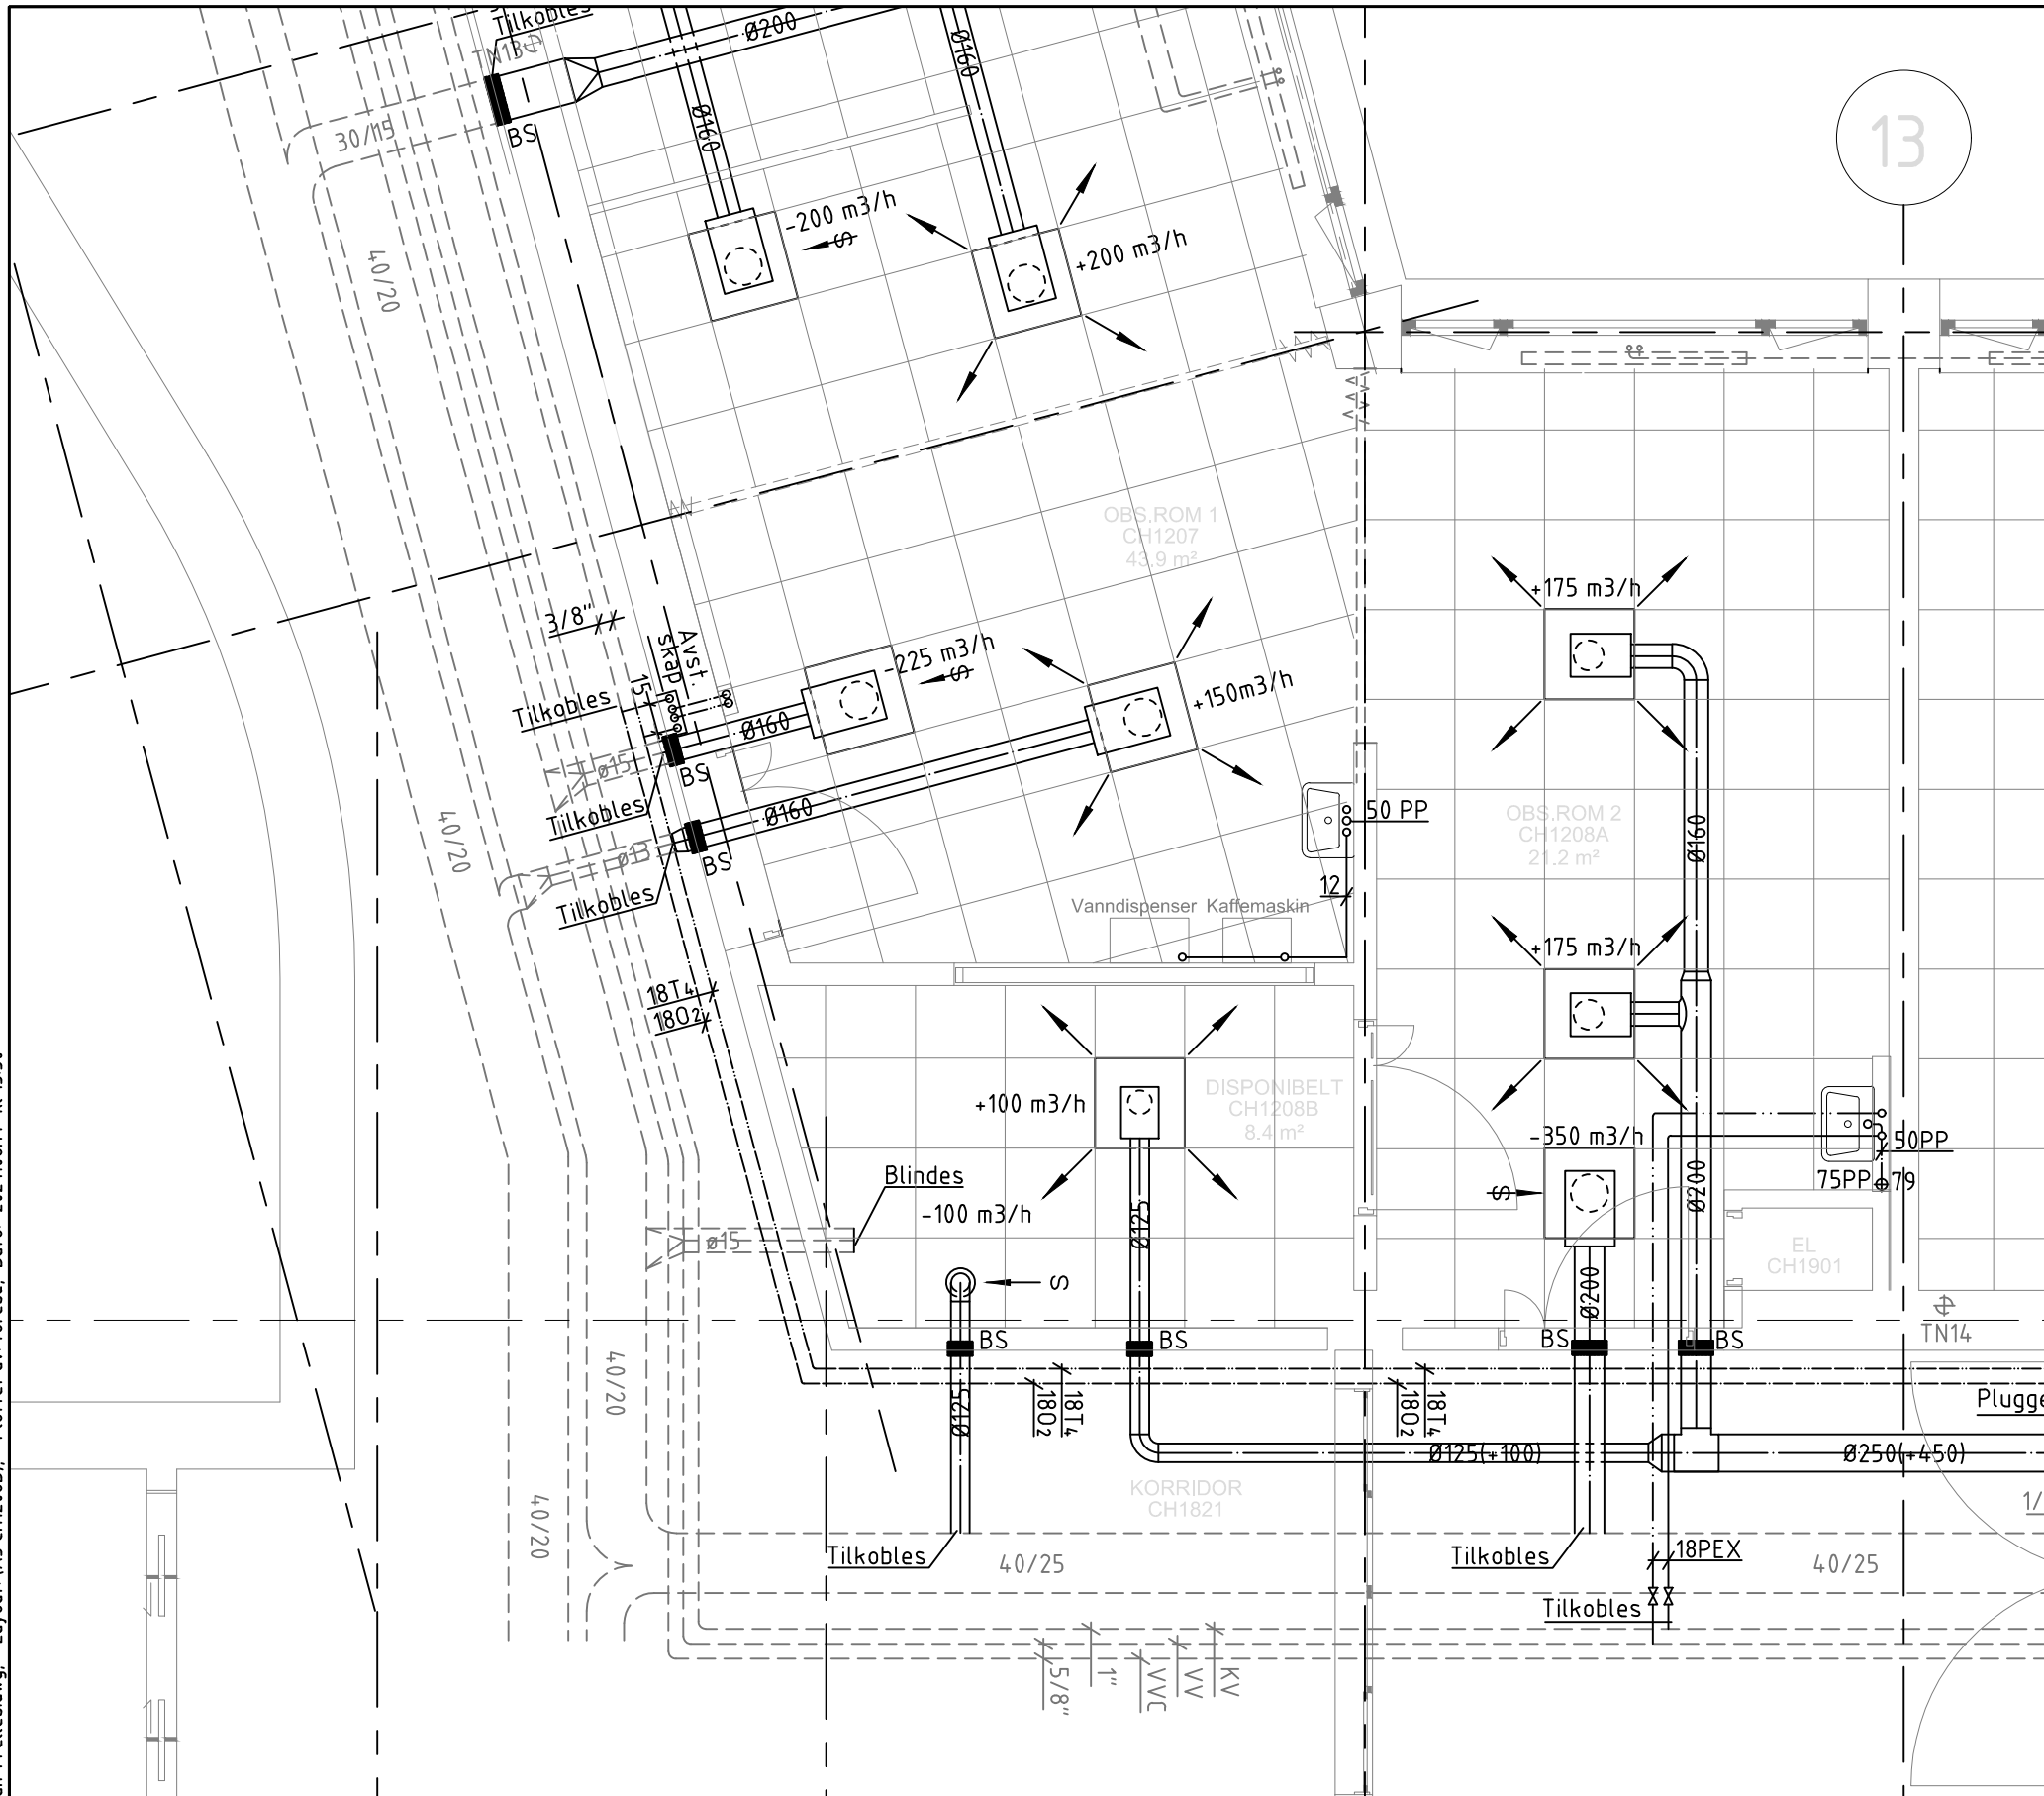 Tilkobles
TN13
Ø200
Ø160
Ø160
BS
30/15
13
40/20
-200 m3/h
S
+200 m3/h
OBS.ROM 1
CH1207
43.9 m²
3/8"
Avst.
skap
15
Tilkobles
-225 m3/h
S
+150m3/h
Ø160
BS
ø15
Tilkobles
Ø160
BS
ø13
Tilkobles
40/20
+175 m3/h
50 PP
12
OBS.ROM 2
CH1208A
21.2 m²
Ø160
Vanndispenser
Kaffemaskin
+175 m3/h
18T4
18O2
+100 m3/h
DISPONIBELT
CH1208B
8.4 m²
-350 m3/h
S
Ø200
50PP
75PP
79
Blindes
-100 m3/h
Ø125
ø15
S
Ø200
EL
CH1901
TN14
BS
BS
BS
BS
40/20
Ø125
18T4
18O2
18T4
18O2
Ø125(+100)
Ø250(+450)
KORRIDOR
CH1821
40/20
Tilkobles
40/25
Tilkobles
18PEX
40/25
Tilkobles
5/8"
1"
VVC
VV
KV